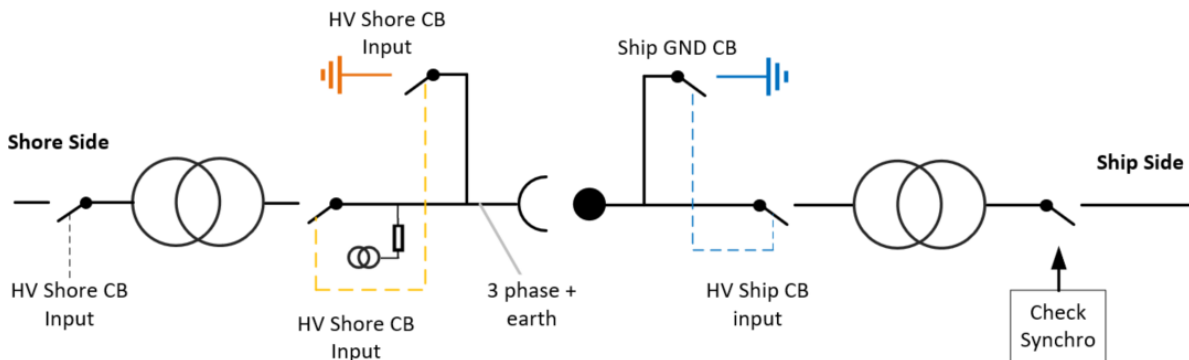 HV Shore CB
Input
Ship GND CB
Shore Side
Ship Side
HV Shore CB
Input
HV Shore CB
Input
3 phase +
earth
HV Ship CB
input
Check
Synchro